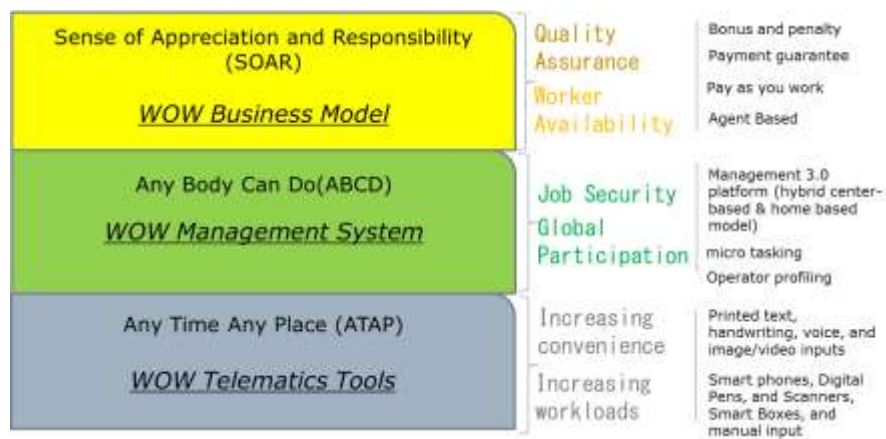 Sense of Appreciation and Responsibility
(SOAR)
WOW Business Model
Quality
Assurance
Worker
Availability
Bonus and penalty
Payment guarantee
Pay as you work
Agent Based
Any Body Can Do(ABCD)
WOW Management System
Job Security
Global
Participation
Management 3.0
platform (hybrid center-
based & home based
model)
micro tasking
Operator profiling
Any Time Any Place (ATAP)
WOW Telematics Tools
Increasing
convenience
Increasing
workloads
Printed text,
handwriting, voice, and
image/video inputs
Smart phones, Digital
Pens, and Scanners,
Smart Boxes, and
manual input